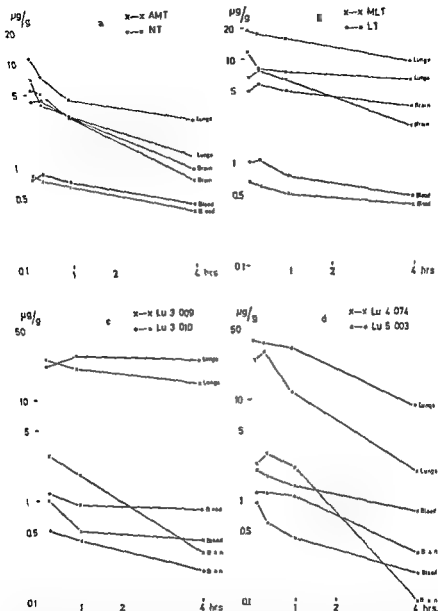 µg/g
20
10
5
1
0.5
0.1
1
2
4 hrs
a
x—x AMT
•—• NT
Lungs
Lungs
Brain
Brain
Blood
Blood
µg/g
20
10
5
1
0.5
0.1
1
2
4 hrs
x—x MLT
•—• LT
Lungs
Lungs
Brain
Brain
Blood
Blood
µg/g
50
10
5
1
0.5
0.1
1
2
4 hrs
c
x—x Lu 3 009
•—• Lu 3 010
Lungs
Lungs
B ood
Blood
B a n
B a n
µg/g
50
10
5
1
0.5
0.1
1
2
4 hrs
d
x—x Lu 4 074
•—• Lu 5 003
Lungs
Lungs
Blood
B a n
Blood
B a n